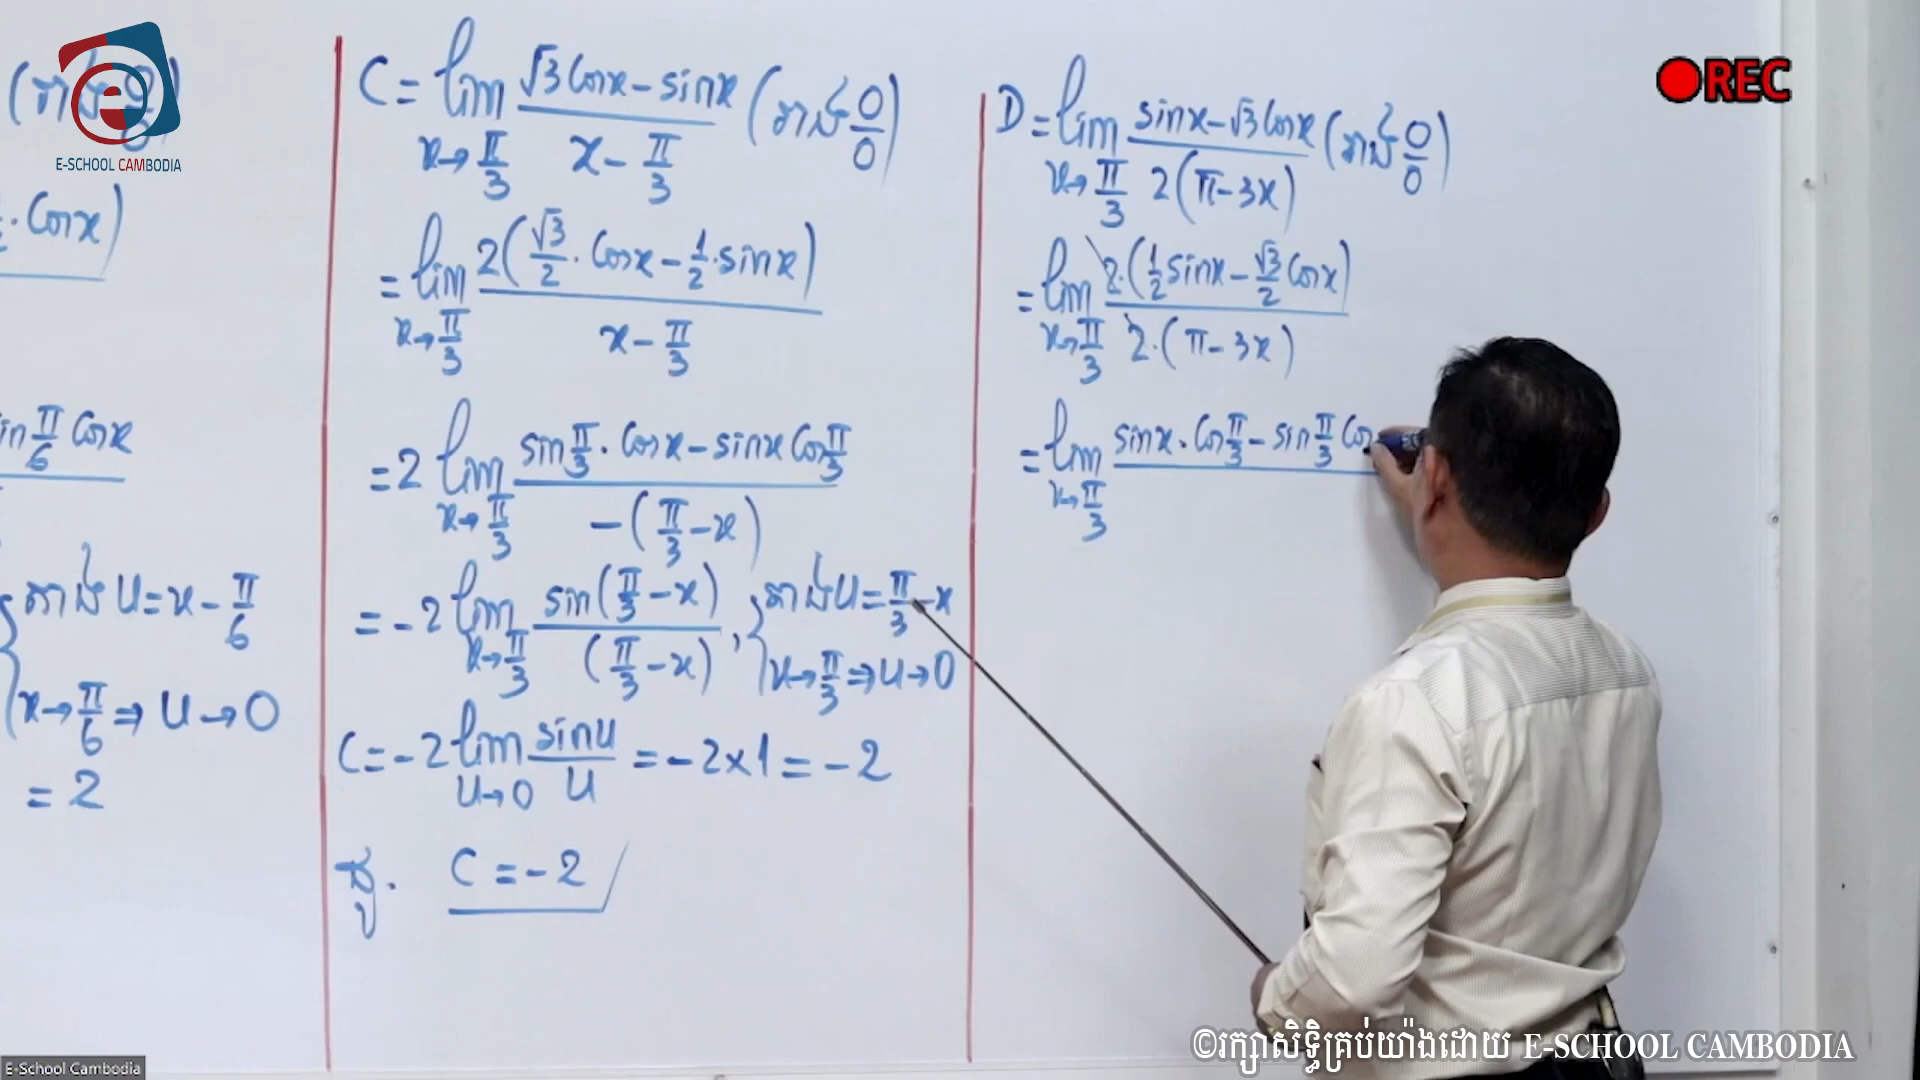 E-SCHOOL CAMBODIA
REC
· Cosx)
in π/6 Cosx
តាង U = x - π/6
x → π/6 ⇒ U → 0
= 2
C = lim x→π/3 (√3 Cosx - sinx)/(x - π/3) (រាង 0/0)
= lim x→π/3 2(√3/2 · Cosx - 1/2 · sinx)/(x - π/3)
= 2 lim x→π/3 (sin π/3 · Cosx - sinx Cos π/3)/(-(π/3 - x))
= -2 lim x→π/3 sin(π/3 - x)/(π/3 - x) , តាង U = π/3 - x
x → π/3 ⇒ U → 0
C = -2 lim U→0 sinU/U = -2 × 1 = -2
ដូ. C = -2
D = lim x→π/3 (sinx - √3 Cosx)/(2(π - 3x)) (រាង 0/0)
= lim x→π/3 2·(1/2 sinx - √3/2 Cosx)/(2·(π - 3x))
= lim x→π/3 sinx · Cos π/3 - sin π/3 Cos
E-School Cambodia
©រក្សាសិទ្ធិគ្រប់យ៉ាងដោយ E-SCHOOL CAMBODIA